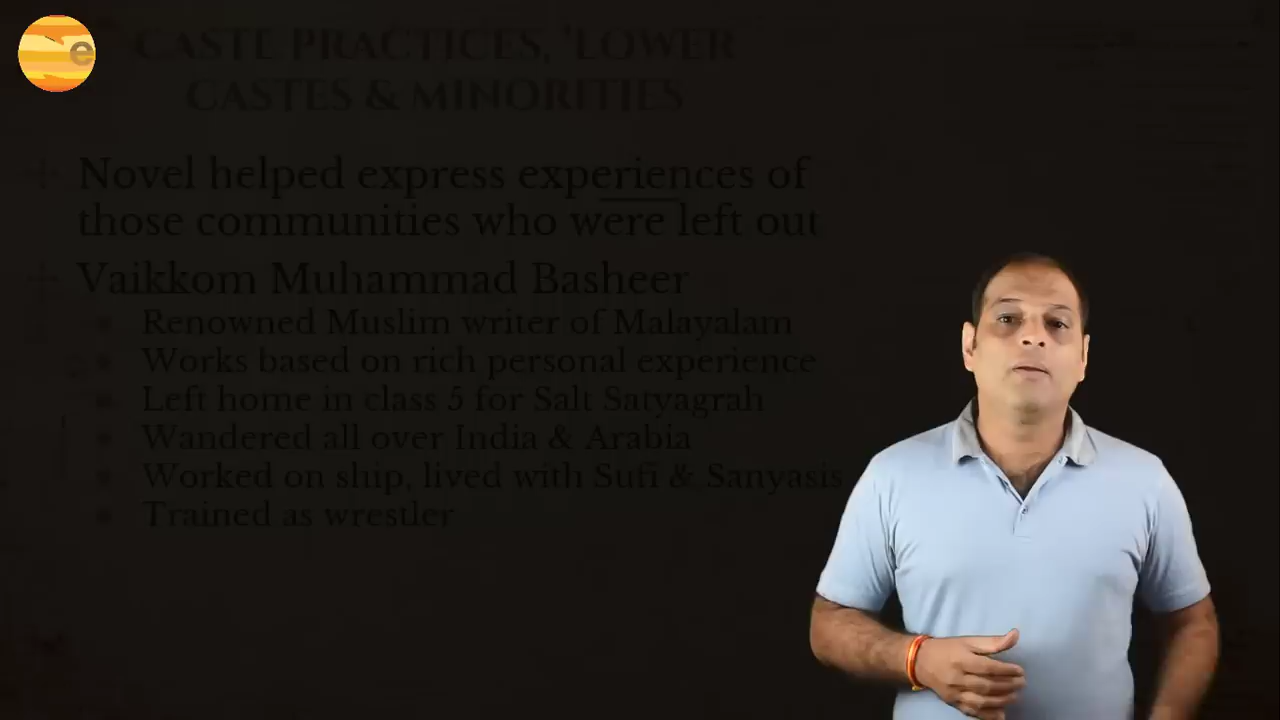 e
CASTE PRACTICES, 'LOWER
CASTES & MINORITIES
Novel helped express experiences of
those communities who were left out
Vaikkom Muhammad Basheer
Renowned Muslim writer of Malayalam
Works based on rich personal experience
Left home in class 5 for Salt Satyagrah
Wandered all over India & Arabia
Worked on ship, lived with Sufi & Sanyasis
Trained as wrestler